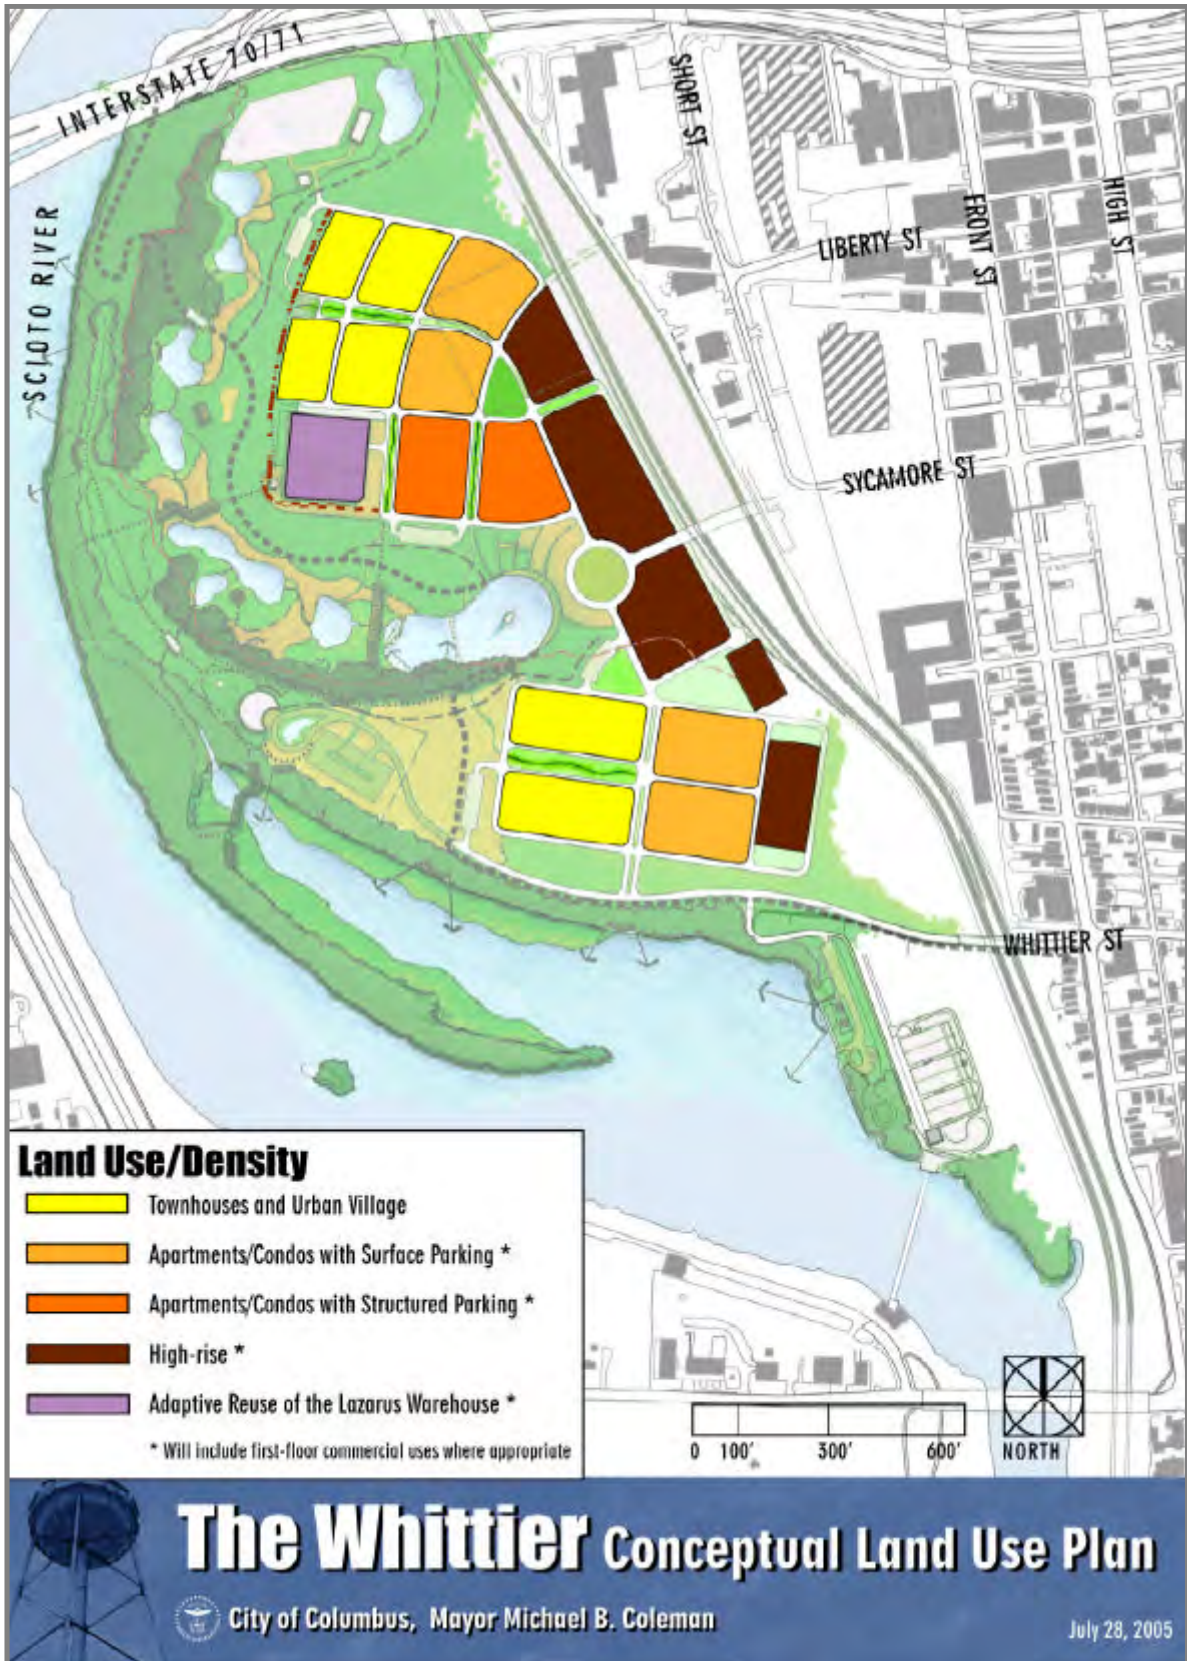 INTERSTATE 70/71
SHORT ST
HIGH ST
FRONT ST
LIBERTY ST
SCLOTO RIVER
SYCAMORE ST
WHITTIER ST
Land Use/Density
Townhouses and Urban Village
Apartments/Condos with Surface Parking *
Apartments/Condos with Structured Parking *
High-rise *
Adaptive Reuse of the Lazarus Warehouse *
* Will include first-floor commercial uses where appropriate
0 100' 300' 600'
NORTH
The Whittier Conceptual Land Use Plan
City of Columbus, Mayor Michael B. Coleman
July 28, 2005